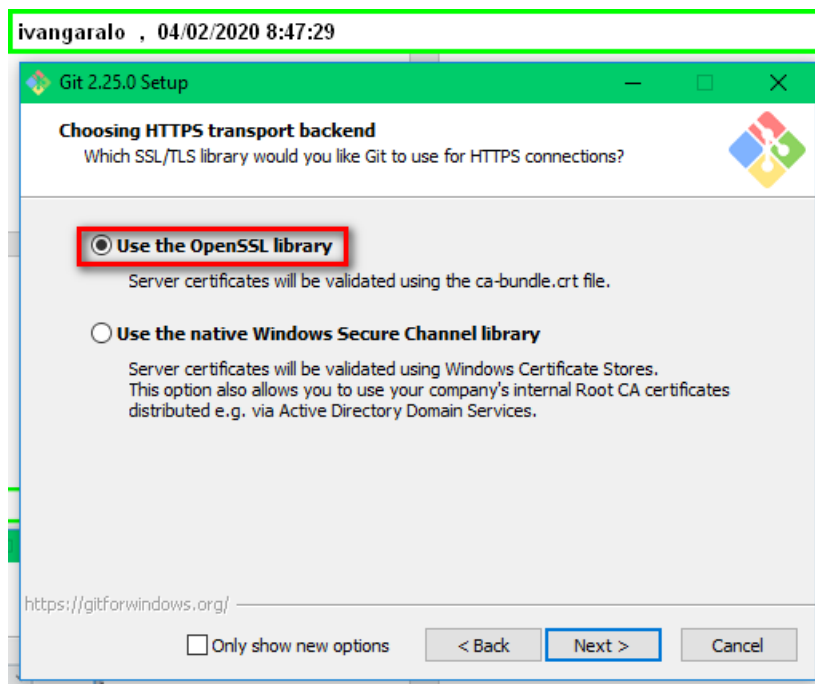 ivangaralo , 04/02/2020 8:47:29
Git 2.25.0 Setup
Choosing HTTPS transport backend
Which SSL/TLS library would you like Git to use for HTTPS connections?
Use the OpenSSL library
Server certificates will be validated using the ca-bundle.crt file.
Use the native Windows Secure Channel library
Server certificates will be validated using Windows Certificate Stores.
This option also allows you to use your company's internal Root CA certificates
distributed e.g. via Active Directory Domain Services.
https://gitforwindows.org/
Only show new options
< Back
Next >
Cancel